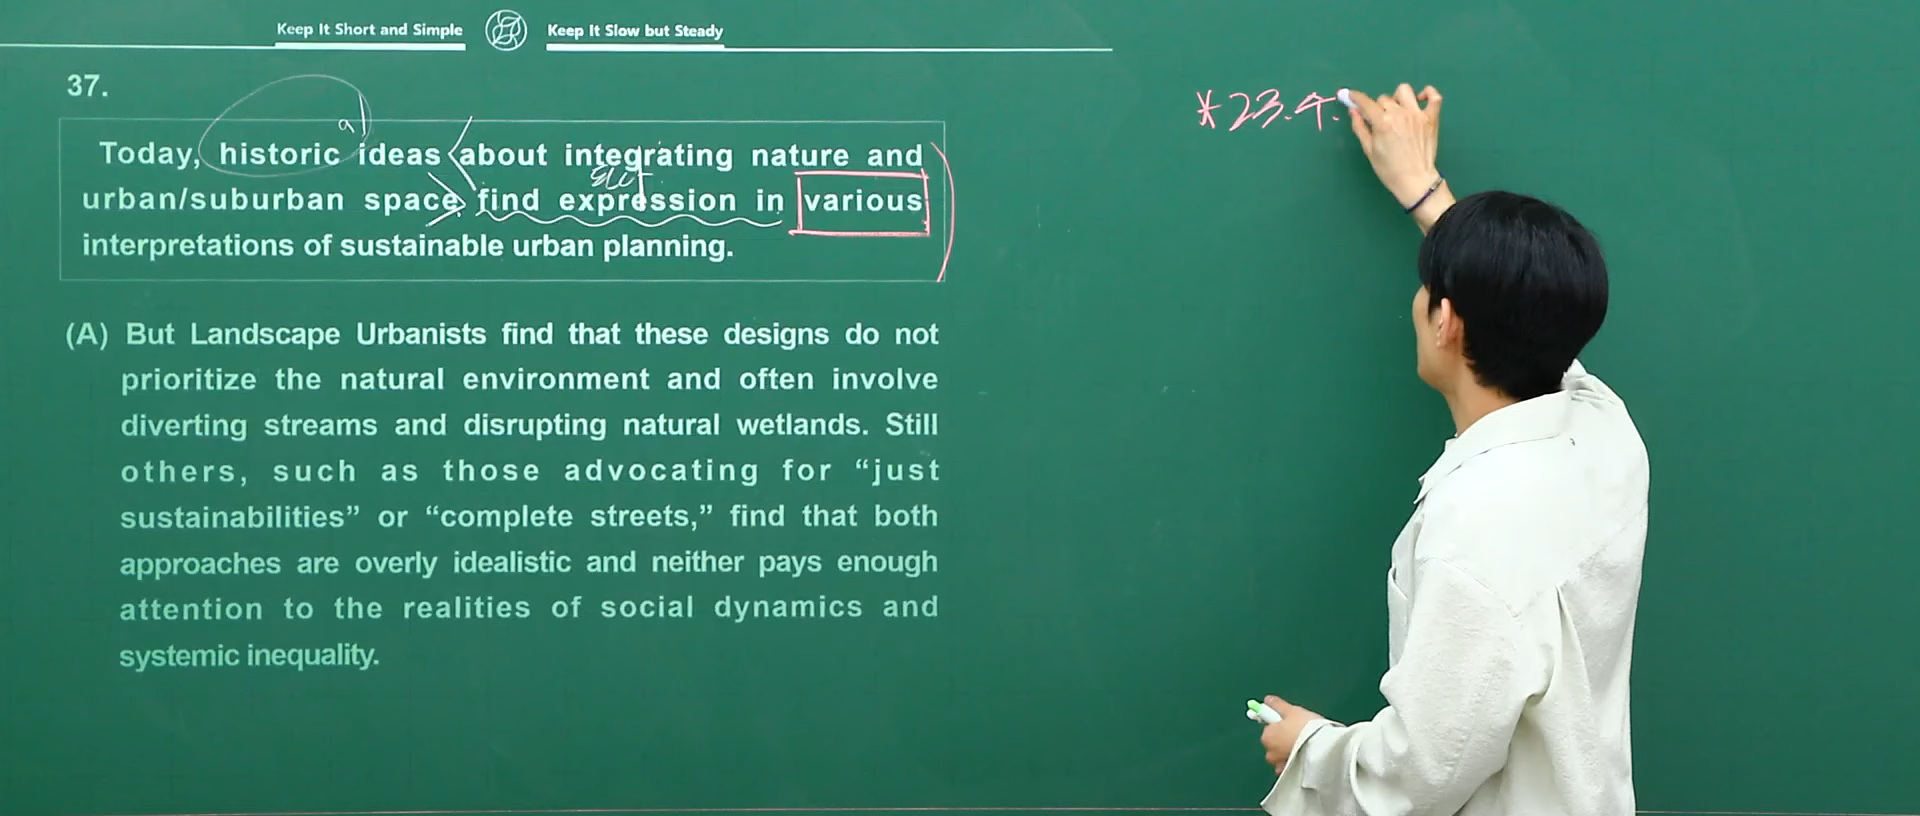 Keep It Short and Simple
Keep It Slow but Steady
37.
al
Today, historic ideas about integrating nature and
urban/suburban space find expression in various
interpretations of sustainable urban planning.
(A) But Landscape Urbanists find that these designs do not
prioritize the natural environment and often involve
diverting streams and disrupting natural wetlands. Still
others, such as those advocating for “just
sustainabilities” or “complete streets,” find that both
approaches are overly idealistic and neither pays enough
attention to the realities of social dynamics and
systemic inequality.
*23.수.